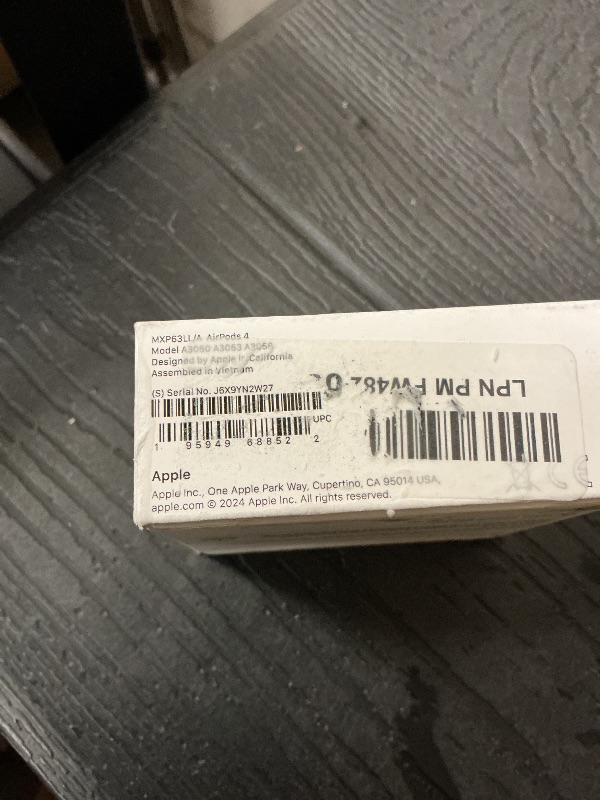 MXP63LL/A AirPods 4
Model A3050 A3053 A3056
Designed by Apple in California
Assembled in Vietnam
(S) Serial No. J6X9YN2W27
UPC
1 95949 68852 2
LPN PM
Apple
Apple Inc., One Apple Park Way, Cupertino, CA 95014 USA.
apple.com © 2024 Apple Inc. All rights reserved.